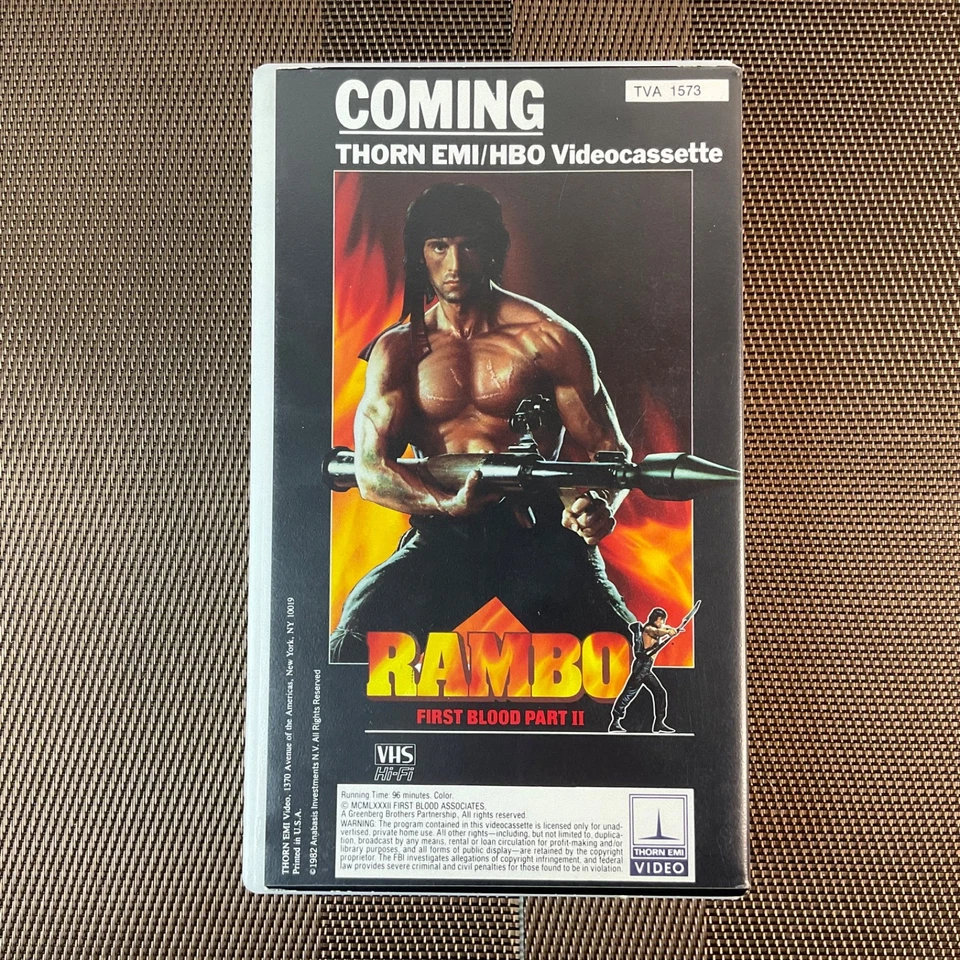 COMING
TVA 1573
THORN EMI/HBO Videocassette
RAMBO
FIRST BLOOD PART II
VHS
Hi-Fi
Running Time: 96 minutes. Color.
© MCMLXXXII FIRST BLOOD ASSOCIATES.
A Greenberg Brothers Partnership, All rights reserved.
WARNING: The program contained in this videocassette is licensed only for unad-
vertised, private home use. All other rights—including, but not limited to, duplica-
tion, broadcast by any means, rental or loan circulation for profit-making and/or
library purposes, and all forms of public display—are retained by the copyright
proprietor. The FBI investigates allegations of copyright infringement, and federal
law provides severe criminal and civil penalties for those found to be in violation.
THORN EMI
VIDEO
THORN EMI Video, 1370 Avenue of the Americas, New York, NY 10019
Printed in U.S.A.
©1982 Anabasis Investments N.V. All Rights Reserved